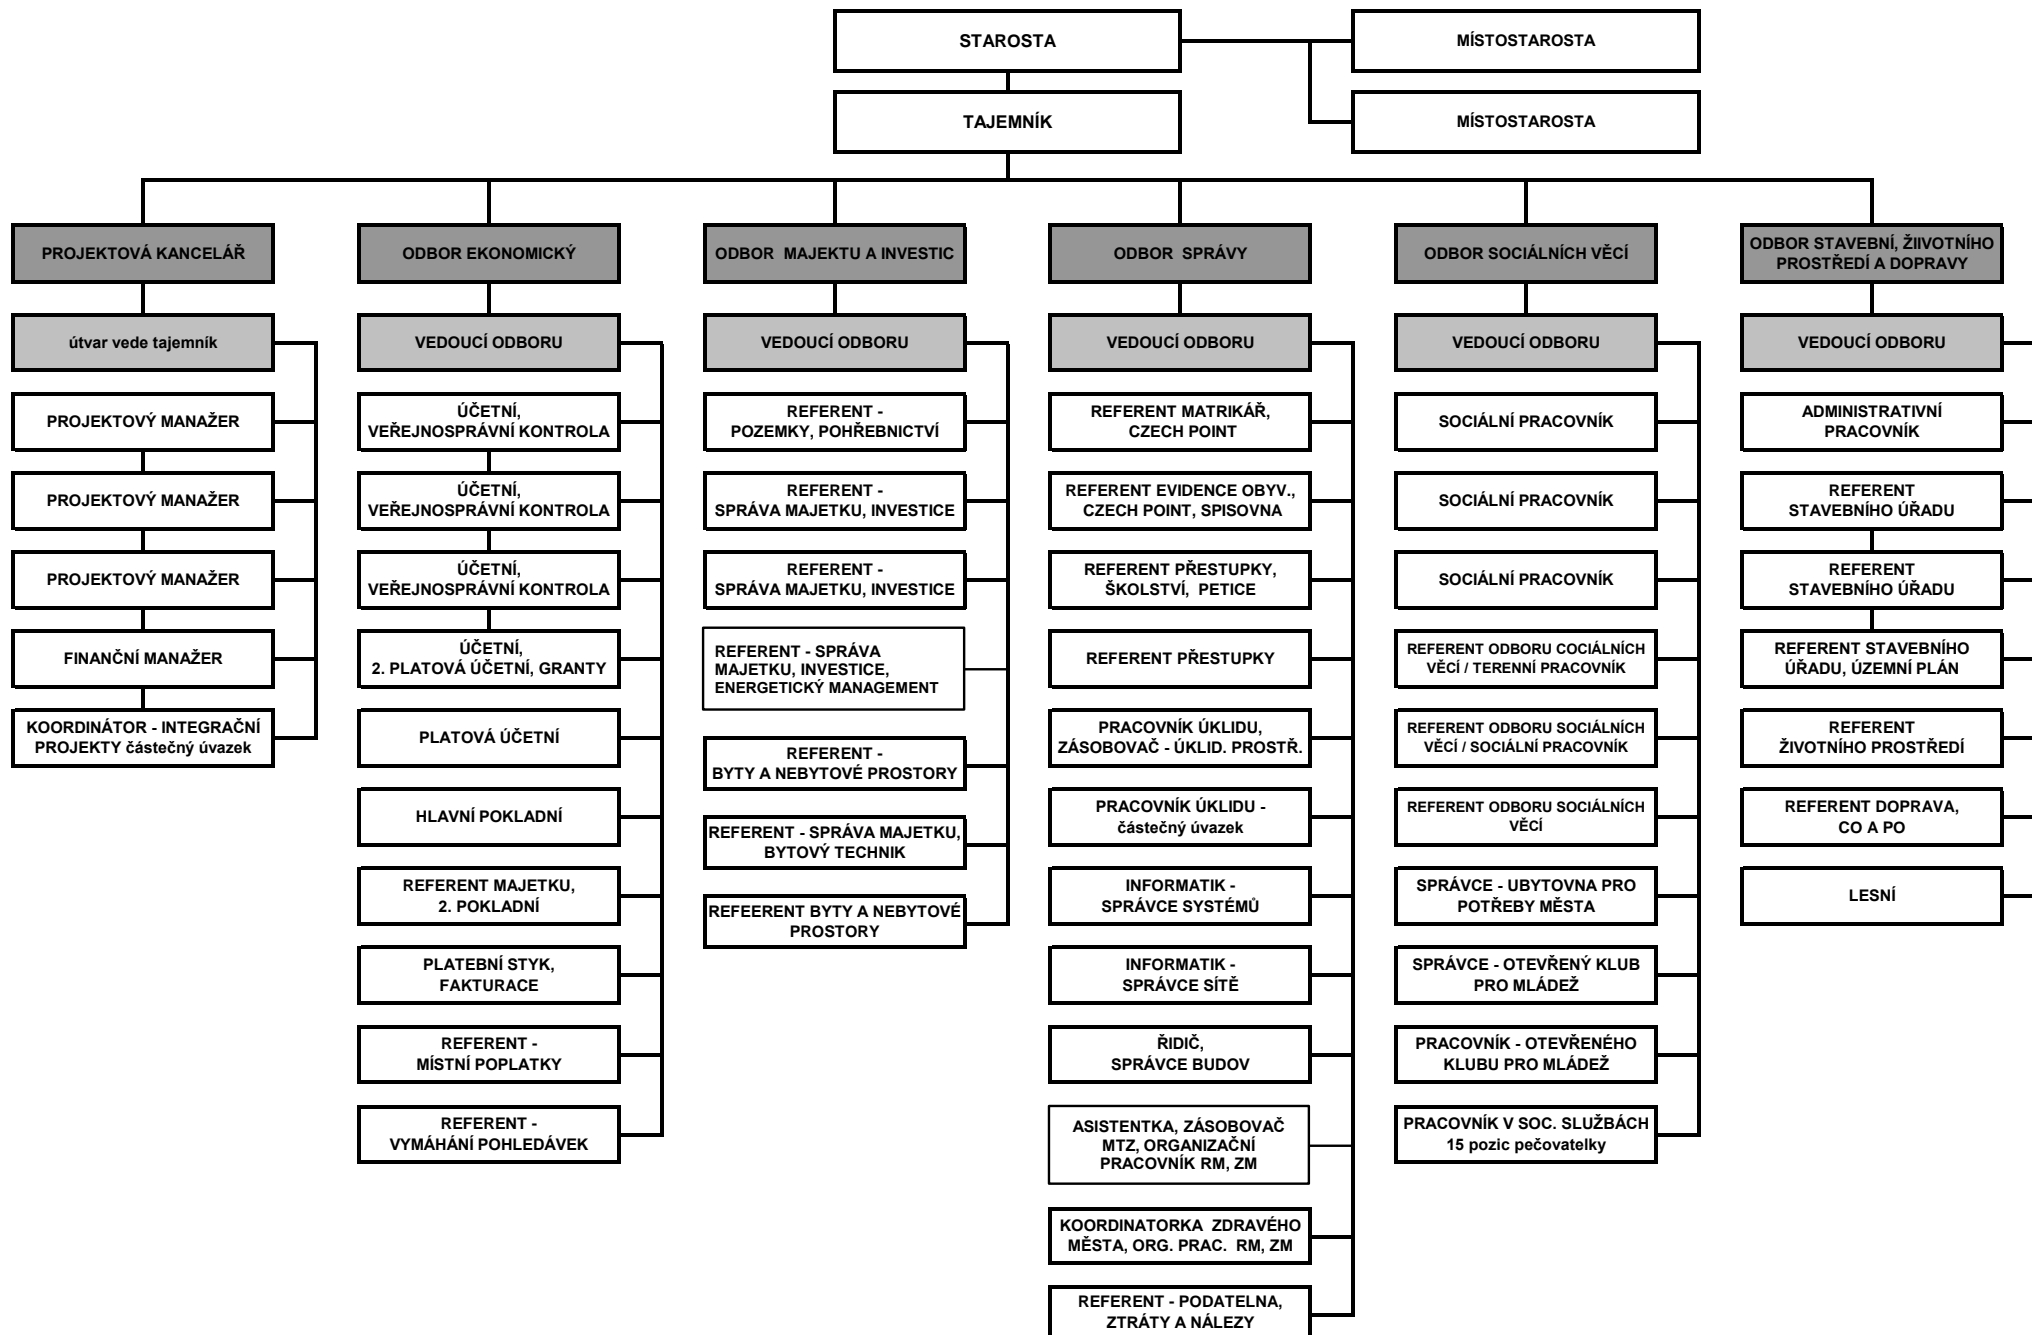 STAROSTA
MÍSTOSTAROSTA
TAJEMNÍK
MÍSTOSTAROSTA
PROJEKTOVÁ KANCELÁŘ
útvar vede tajemník
PROJEKTOVÝ MANAŽER
PROJEKTOVÝ MANAŽER
PROJEKTOVÝ MANAŽER
FINANČNÍ MANAŽER
KOORDINÁTOR - INTEGRAČNÍ
PROJEKTY částečný úvazek
ODBOR EKONOMICKÝ
VEDOUCÍ ODBORU
ÚČETNÍ,
VEŘEJNOSPRÁVNÍ KONTROLA
ÚČETNÍ,
VEŘEJNOSPRÁVNÍ KONTROLA
ÚČETNÍ,
VEŘEJNOSPRÁVNÍ KONTROLA
ÚČETNÍ,
2. PLATOVÁ ÚČETNÍ, GRANTY
PLATOVÁ ÚČETNÍ
HLAVNÍ POKLADNÍ
REFERENT MAJETKU,
2. POKLADNÍ
PLATEBNÍ STYK,
FAKTURACE
REFERENT -
MÍSTNÍ POPLATKY
REFERENT -
VYMÁHÁNÍ POHLEDÁVEK
ODBOR  MAJEKTU A INVESTIC
VEDOUCÍ ODBORU
REFERENT -
POZEMKY, POHŘEBNICTVÍ
REFERENT -
SPRÁVA MAJETKU, INVESTICE
REFERENT -
SPRÁVA MAJETKU, INVESTICE
REFERENT - SPRÁVA
MAJETKU, INVESTICE,
ENERGETICKÝ MANAGEMENT
REFERENT -
BYTY A NEBYTOVÉ PROSTORY
REFERENT - SPRÁVA MAJETKU,
BYTOVÝ TECHNIK
REFEERENT BYTY A NEBYTOVÉ
PROSTORY
ODBOR  SPRÁVY
VEDOUCÍ ODBORU
REFERENT MATRIKÁŘ,
CZECH POINT
REFERENT EVIDENCE OBYV.,
CZECH POINT, SPISOVNA
REFERENT PŘESTUPKY,
ŠKOLSTVÍ,  PETICE
REFERENT PŘESTUPKY
PRACOVNÍK ÚKLIDU,
ZÁSOBOVAČ - ÚKLID. PROSTŘ.
PRACOVNÍK ÚKLIDU -
částečný úvazek
INFORMATIK -
SPRÁVCE SYSTÉMŮ
INFORMATIK -
SPRÁVCE SÍTĚ
ŘIDIČ,
SPRÁVCE BUDOV
ASISTENTKA, ZÁSOBOVAČ
MTZ, ORGANIZAČNÍ
PRACOVNÍK RM, ZM
KOORDINATORKA  ZDRAVÉHO
MĚSTA, ORG. PRAC.  RM, ZM
REFERENT - PODATELNA,
ZTRÁTY A NÁLEZY
ODBOR SOCIÁLNÍCH VĚCÍ
VEDOUCÍ ODBORU
SOCIÁLNÍ PRACOVNÍK
SOCIÁLNÍ PRACOVNÍK
SOCIÁLNÍ PRACOVNÍK
REFERENT ODBORU COCIÁLNÍCH
VĚCÍ / TERENNÍ PRACOVNÍK
REFERENT ODBORU SOCIÁLNÍCH
VĚCÍ / SOCIÁLNÍ PRACOVNÍK
REFERENT ODBORU SOCIÁLNÍCH
VĚCÍ
SPRÁVCE - UBYTOVNA PRO
POTŘEBY MĚSTA
SPRÁVCE - OTEVŘENÝ KLUB
PRO MLÁDEŽ
PRACOVNÍK - OTEVŘENÉHO
KLUBU PRO MLÁDEŽ
PRACOVNÍK V SOC. SLUŽBÁCH
15 pozic pečovatelky
ODBOR STAVEBNÍ, ŽIIVOTNÍHO
PROSTŘEDÍ A DOPRAVY
VEDOUCÍ ODBORU
ADMINISTRATIVNÍ
PRACOVNÍK
REFERENT
STAVEBNÍHO ÚŘADU
REFERENT
STAVEBNÍHO ÚŘADU
REFERENT STAVEBNÍHO
ÚŘADU, ÚZEMNÍ PLÁN
REFERENT
ŽIVOTNÍHO PROSTŘEDÍ
REFERENT DOPRAVA,
CO A PO
LESNÍ